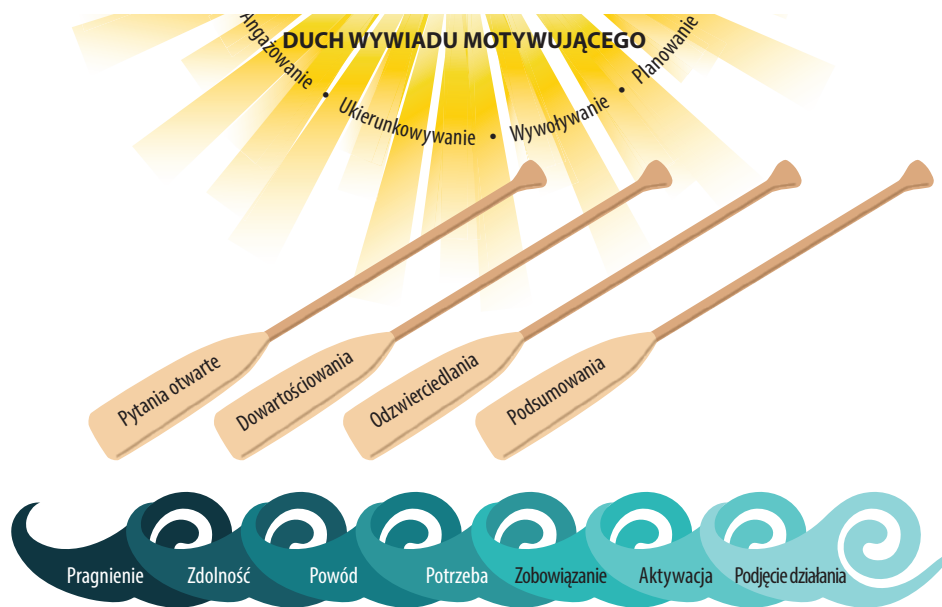 DUCH WYWIADU MOTYWUJĄCEGO
Angażowanie • Ukierunkowywanie • Wywoływanie • Planowanie
Pytania otwarte
Dowartościowania
Odzwierciedlania
Podsumowania
Pragnienie
Zdolność
Powód
Potrzeba
Zobowiązanie
Aktywacja
Podjęcie działania